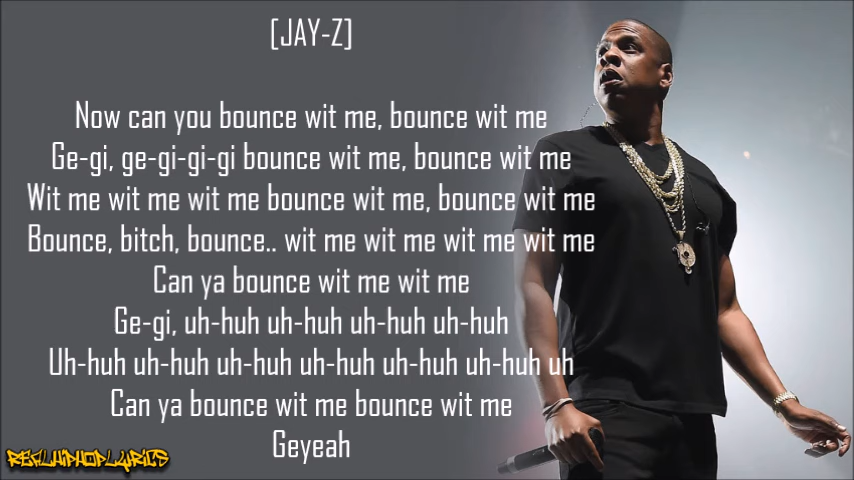 [JAY-Z]
Now can you bounce wit me, bounce wit me
Ge-gi, ge-gi-gi-gi bounce wit me, bounce wit me
Wit me wit me wit me bounce wit me, bounce wit me
Bounce, bitch, bounce.. wit me wit me wit me wit me
Can ya bounce wit me wit me
Ge-gi, uh-huh uh-huh uh-huh uh-huh
Uh-huh uh-huh uh-huh uh-huh uh-huh uh-huh uh
Can ya bounce wit me bounce wit me
Geyeah
REALHIPHOPLYRICS